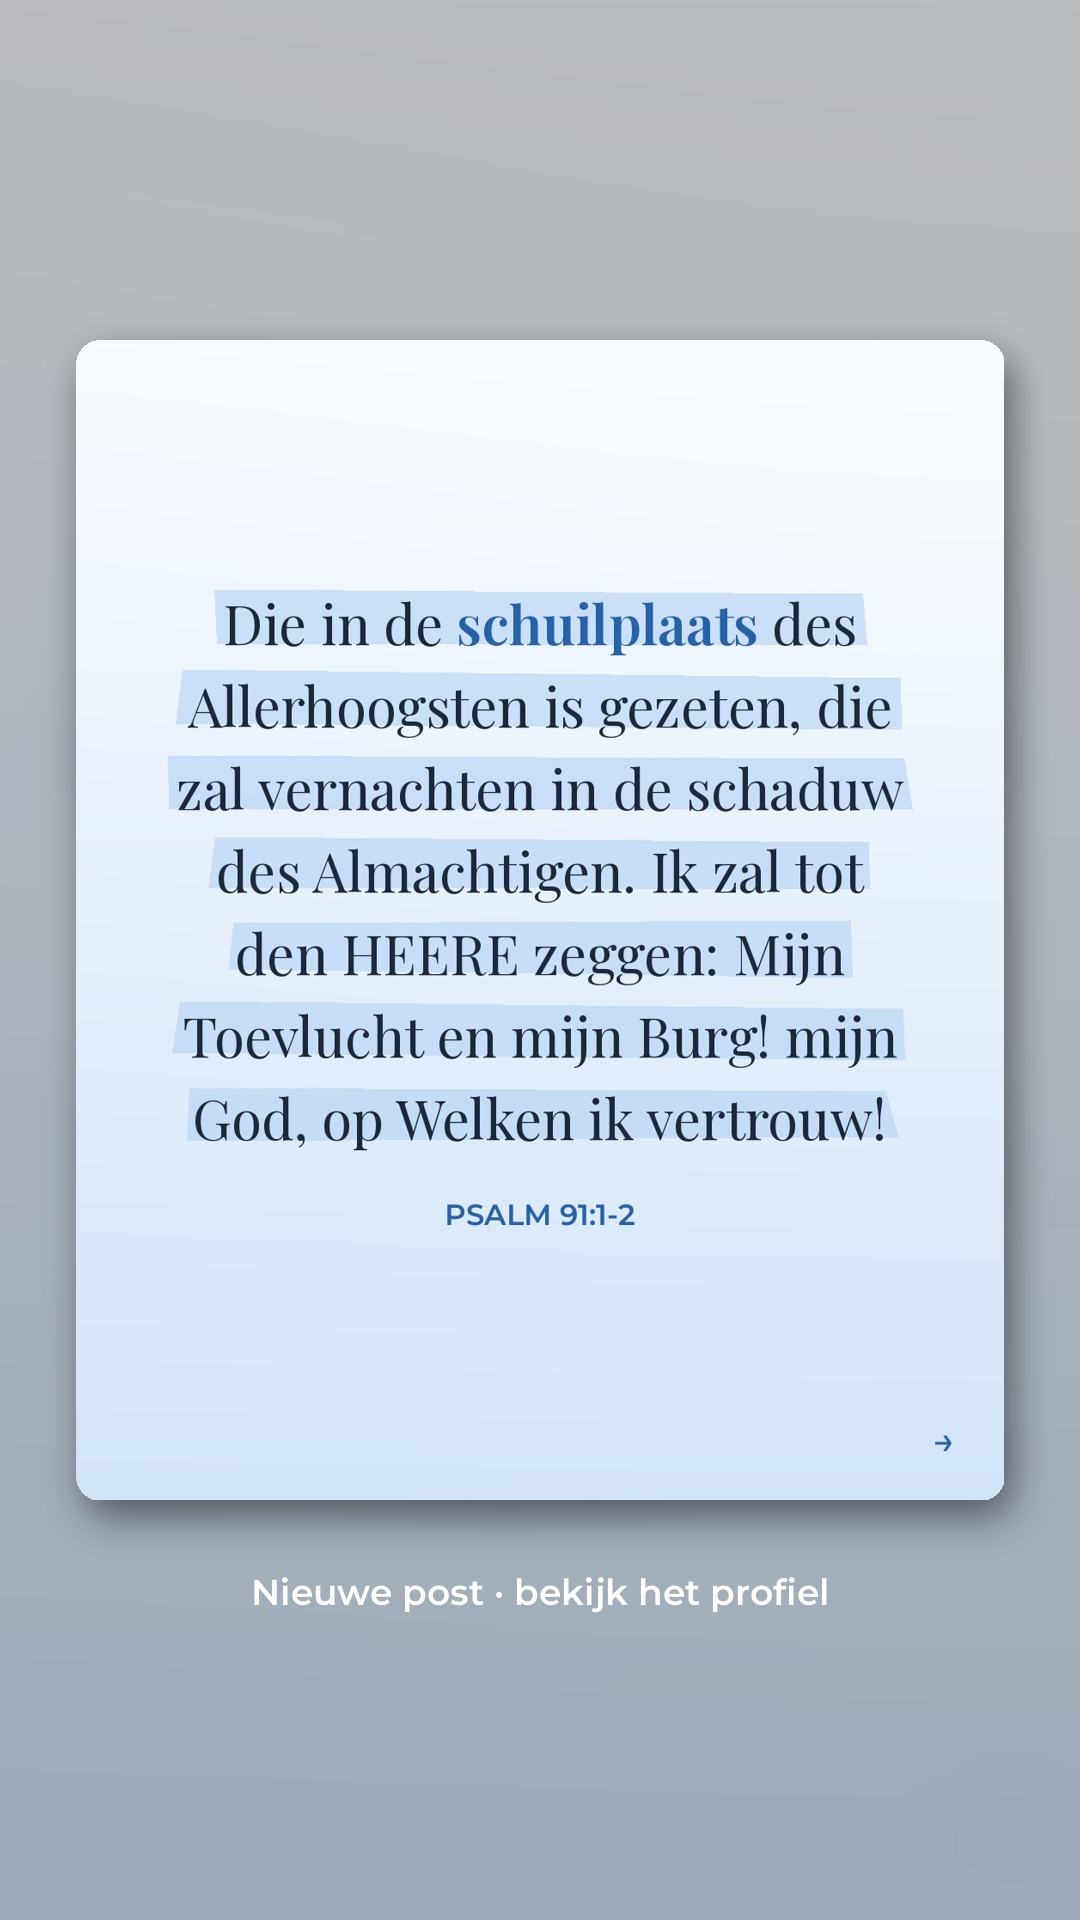 Die in de schuilplaats des
Allerhoogsten is gezeten, die
zal vernachten in de schaduw
des Almachtigen. Ik zal tot
den HEERE zeggen: Mijn
Toevlucht en mijn Burg! mijn
God, op Welken ik vertrouw!
PSALM 91:1-2
→
Nieuwe post · bekijk het profiel